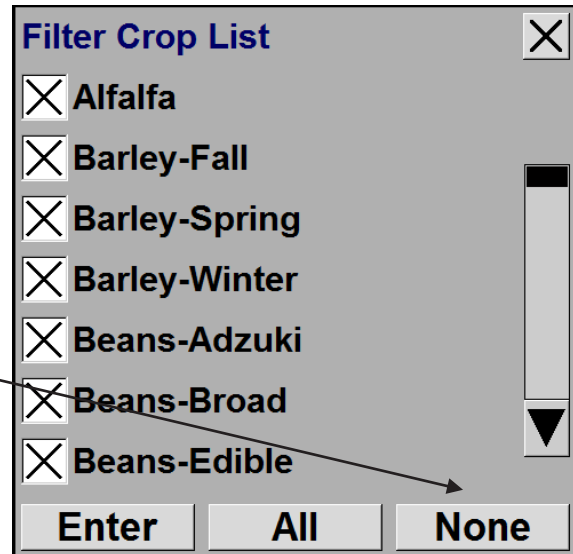 Filter Crop List
Alfalfa
Barley-Fall
Barley-Spring
Barley-Winter
Beans-Adzuki
Beans-Broad
Beans-Edible
Enter All None